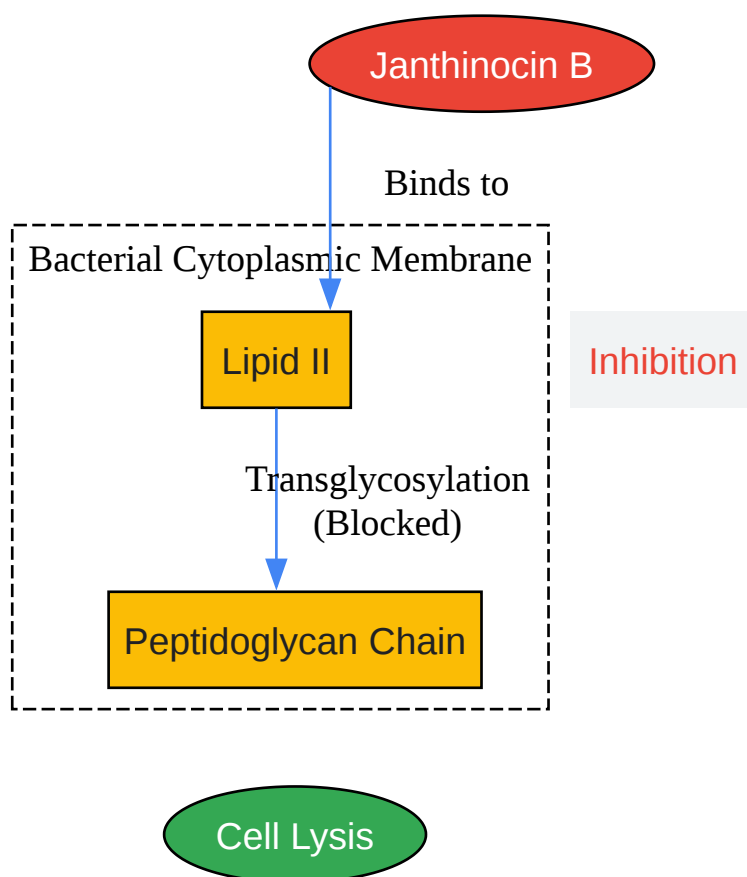 Janthinocin B
Binds to
Bacterial Cytoplasmic Membrane
Lipid II
Inhibition
Transglycosylation
(Blocked)
Peptidoglycan Chain
Cell Lysis